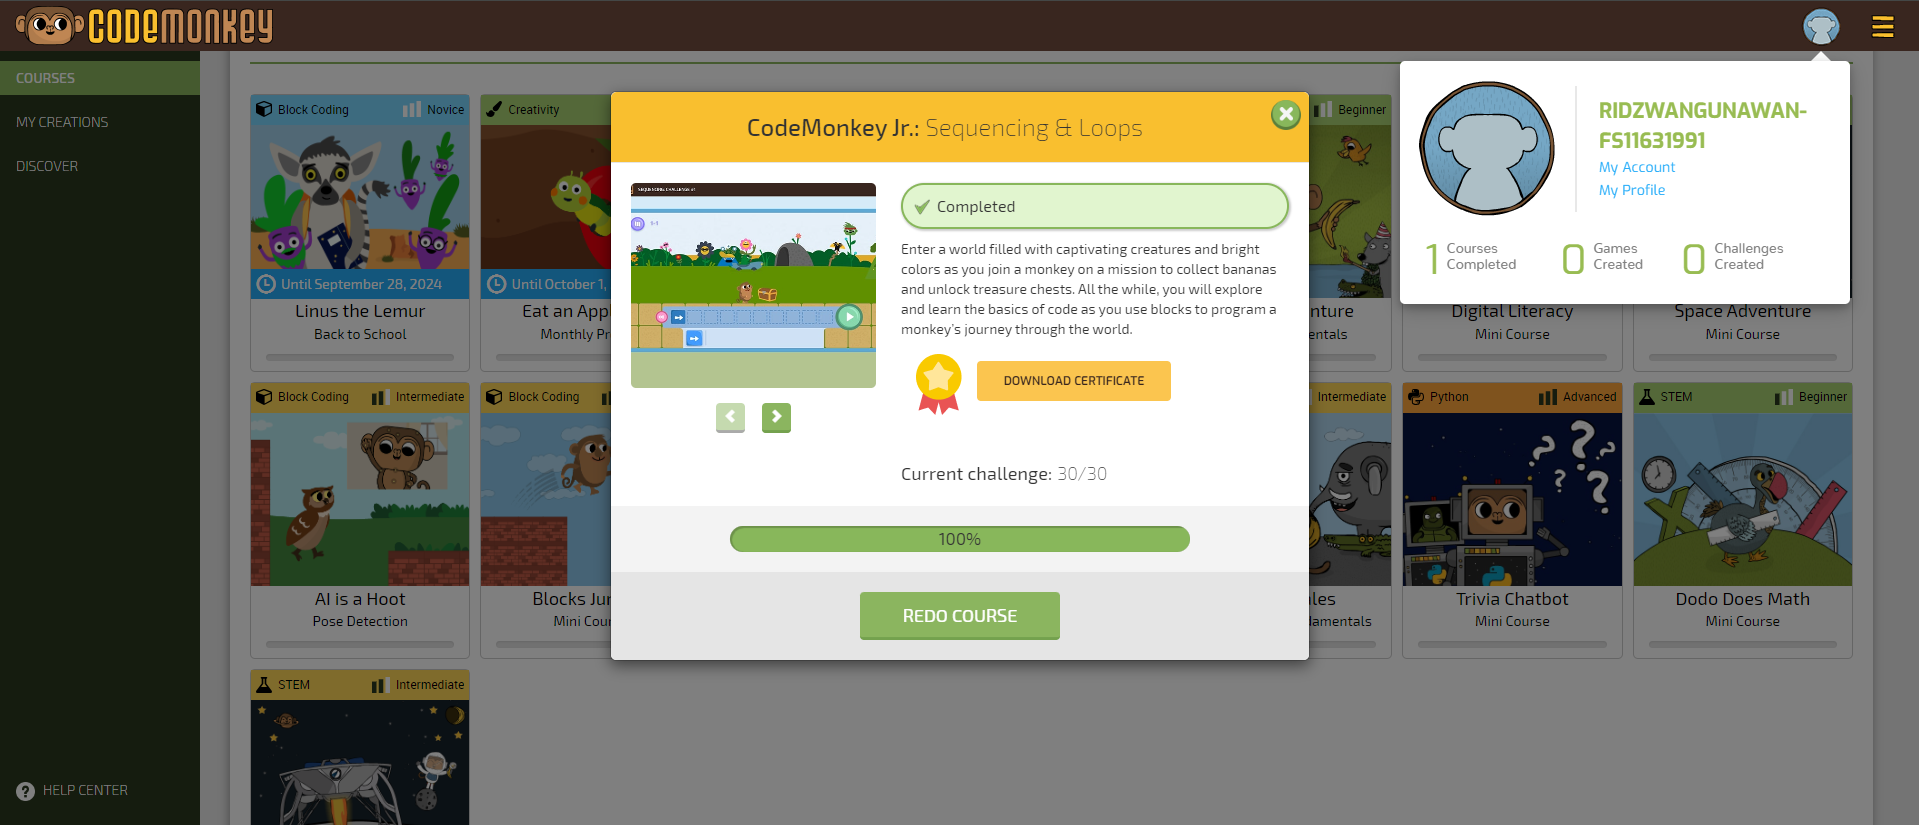 CODEMONKEY
COURSES
MY CREATIONS
DISCOVER
HELP CENTER
Block Coding
Novice
Until September 28, 2024
Linus the Lemur
Back to School
Creativity
Until October 1,
Eat an App
Monthly Pr
CodeMonkey Jr.: Sequencing & Loops
Completed
Enter a world filled with captivating creatures and bright
colors as you join a monkey on a mission to collect bananas
and unlock treasure chests. All the while, you will explore
and learn the basics of code as you use blocks to program a
monkey's journey through the world.
DOWNLOAD CERTIFICATE
Current challenge: 30/30
100%
REDO COURSE
Beginner
nture
entals
Digital Literacy
Mini Course
Space Adventure
Mini Course
RIDZWANGUNAWAN-
FS11631991
My Account
My Profile
1 Courses
Completed
0 Games
Created
0 Challenges
Created
Block Coding
Intermediate
AI is a Hoot
Pose Detection
Block Coding
Blocks Jur
Mini Cou
Intermediate
les
damentals
Python
Advanced
Trivia Chatbot
Mini Course
STEM
Beginner
Dodo Does Math
Mini Course
STEM
Intermediate